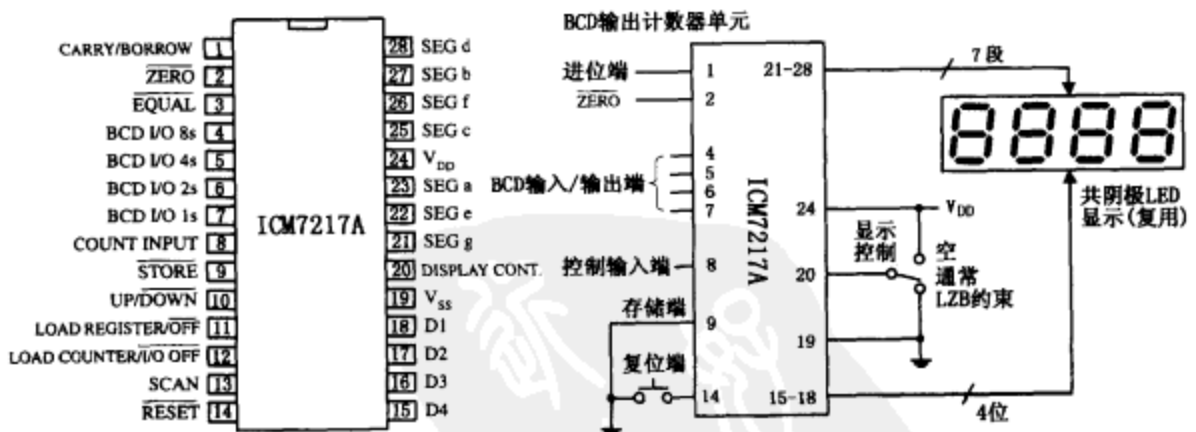 CARRY/BORROW 1
ZERO 2
EQUAL 3
BCD I/O 8s 4
BCD I/O 4s 5
BCD I/O 2s 6
BCD I/O 1s 7
COUNT INPUT 8
STORE 9
UP/DOWN 10
LOAD REGISTER/OFF 11
LOAD COUNTER/I/O OFF 12
SCAN 13
RESET 14
ICM7217A
28 SEG d
27 SEG b
26 SEG f
25 SEG c
24 VDD
23 SEG a
22 SEG e
21 SEG g
20 DISPLAY CONT.
19 VSS
18 D1
17 D2
16 D3
15 D4
BCD输出计数器单元
进位端 1
ZERO 2
4
5
BCD输入/输出端 6
7
控制输入端 8
存储端 9
复位端 14
ICM7217A
21-28
24
20
19
15-18
7段
8888
共阴极LED
显示(复用)
VDD
显示
控制
空
通常
LZB约束
4位